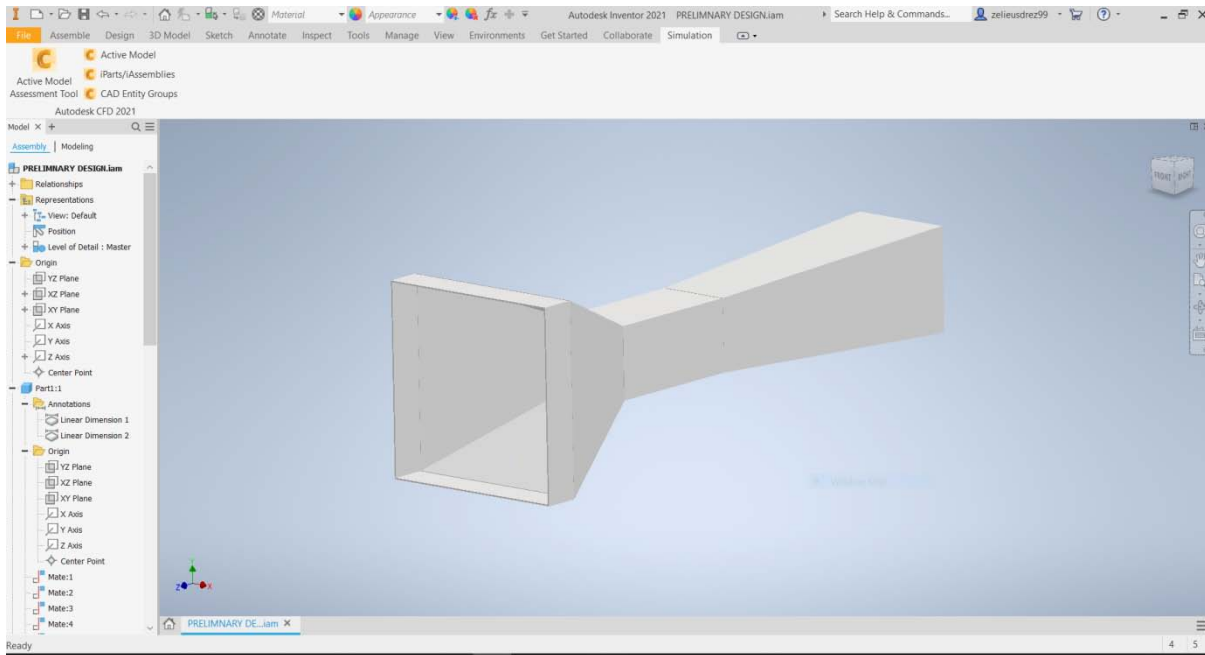 Material
Appearance
fx
Autodesk Inventor 2021 PRELIMNARY DESIGN.iam
Search Help & Commands...
zelieusdrez99
File Assemble Design 3D Model Sketch Annotate Inspect Tools Manage View Environments Get Started Collaborate Simulation
Active Model
Assessment Tool
Active Model
iParts/iAssemblies
CAD Entity Groups
Autodesk CFD 2021
Model × +
Assembly | Modeling
PRELIMNARY DESIGN.iam
Relationships
Representations
View: Default
Position
Level of Detail : Master
Origin
YZ Plane
XZ Plane
XY Plane
X Axis
Y Axis
Z Axis
Center Point
Part1:1
Annotations
Linear Dimension 1
Linear Dimension 2
Origin
YZ Plane
XZ Plane
XY Plane
X Axis
Y Axis
Z Axis
Center Point
Mate:1
Mate:2
Mate:3
Mate:4
FRONT RIGHT
Z X
PRELIMNARY DE...iam ×
Ready
4 5